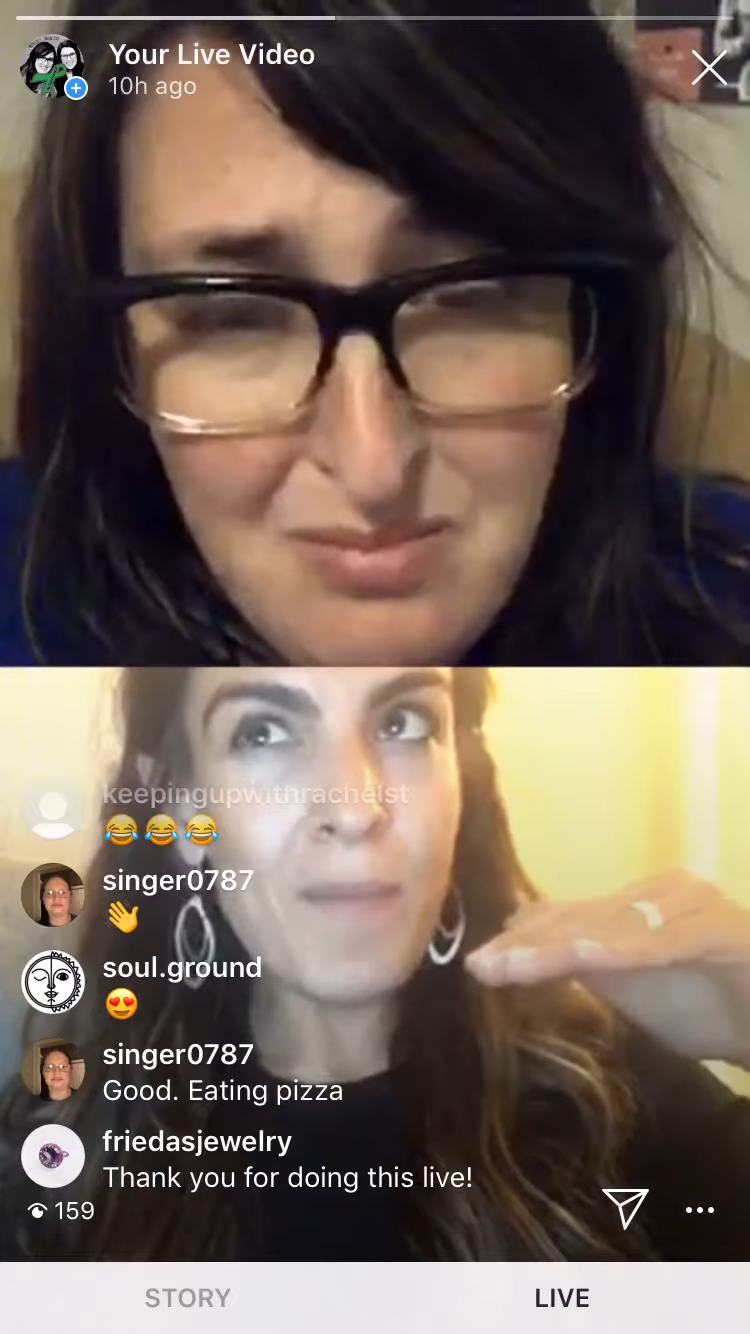 Your Live Video
10h ago
keepingupwithrachelst
😂😂😂
singer0787
👋
soul.ground
😍
singer0787
Good. Eating pizza
friedasjewelry
Thank you for doing this live!
159
STORY
LIVE